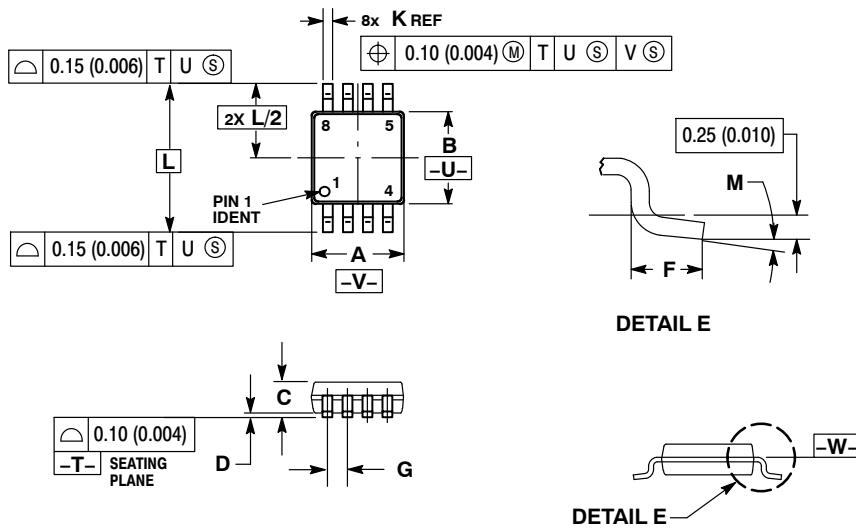 8x K REF
⌖ 0.10 (0.004) Ⓜ T U Ⓢ V Ⓢ
⌓ 0.15 (0.006) T U Ⓢ
2X L/2
8 5
B
-U-
L
PIN 1
IDENT
1 4
⌓ 0.15 (0.006) T U Ⓢ
A
-V-
0.25 (0.010)
M
F
DETAIL E
C
⌓ 0.10 (0.004)
-T- SEATING
PLANE
D
G
-W-
DETAIL E